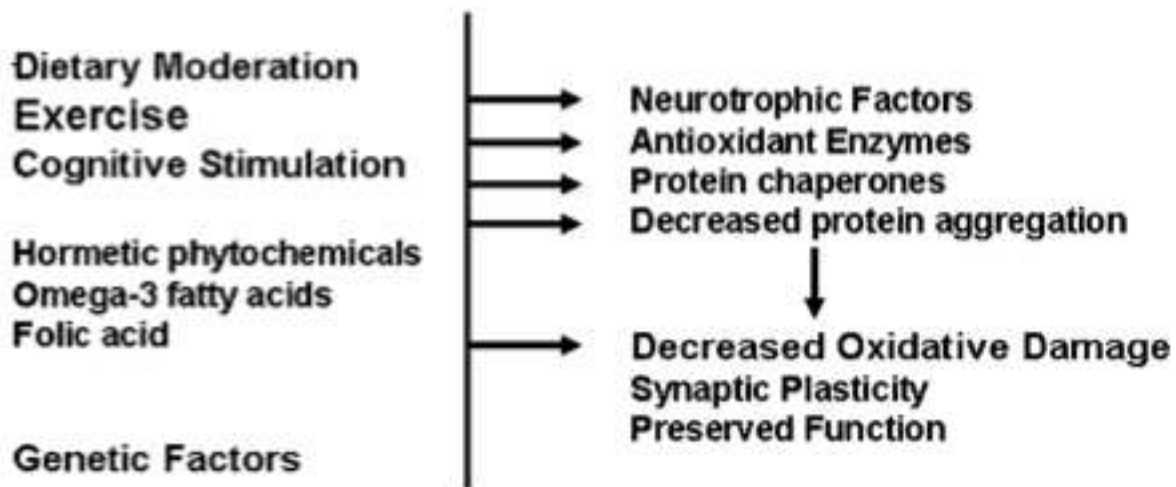 Dietary Moderation
Exercise
Cognitive Stimulation
Hormetic phytochemicals
Omega-3 fatty acids
Folic acid
Genetic Factors
Neurotrophic Factors
Antioxidant Enzymes
Protein chaperones
Decreased protein aggregation
Decreased Oxidative Damage
Synaptic Plasticity
Preserved Function